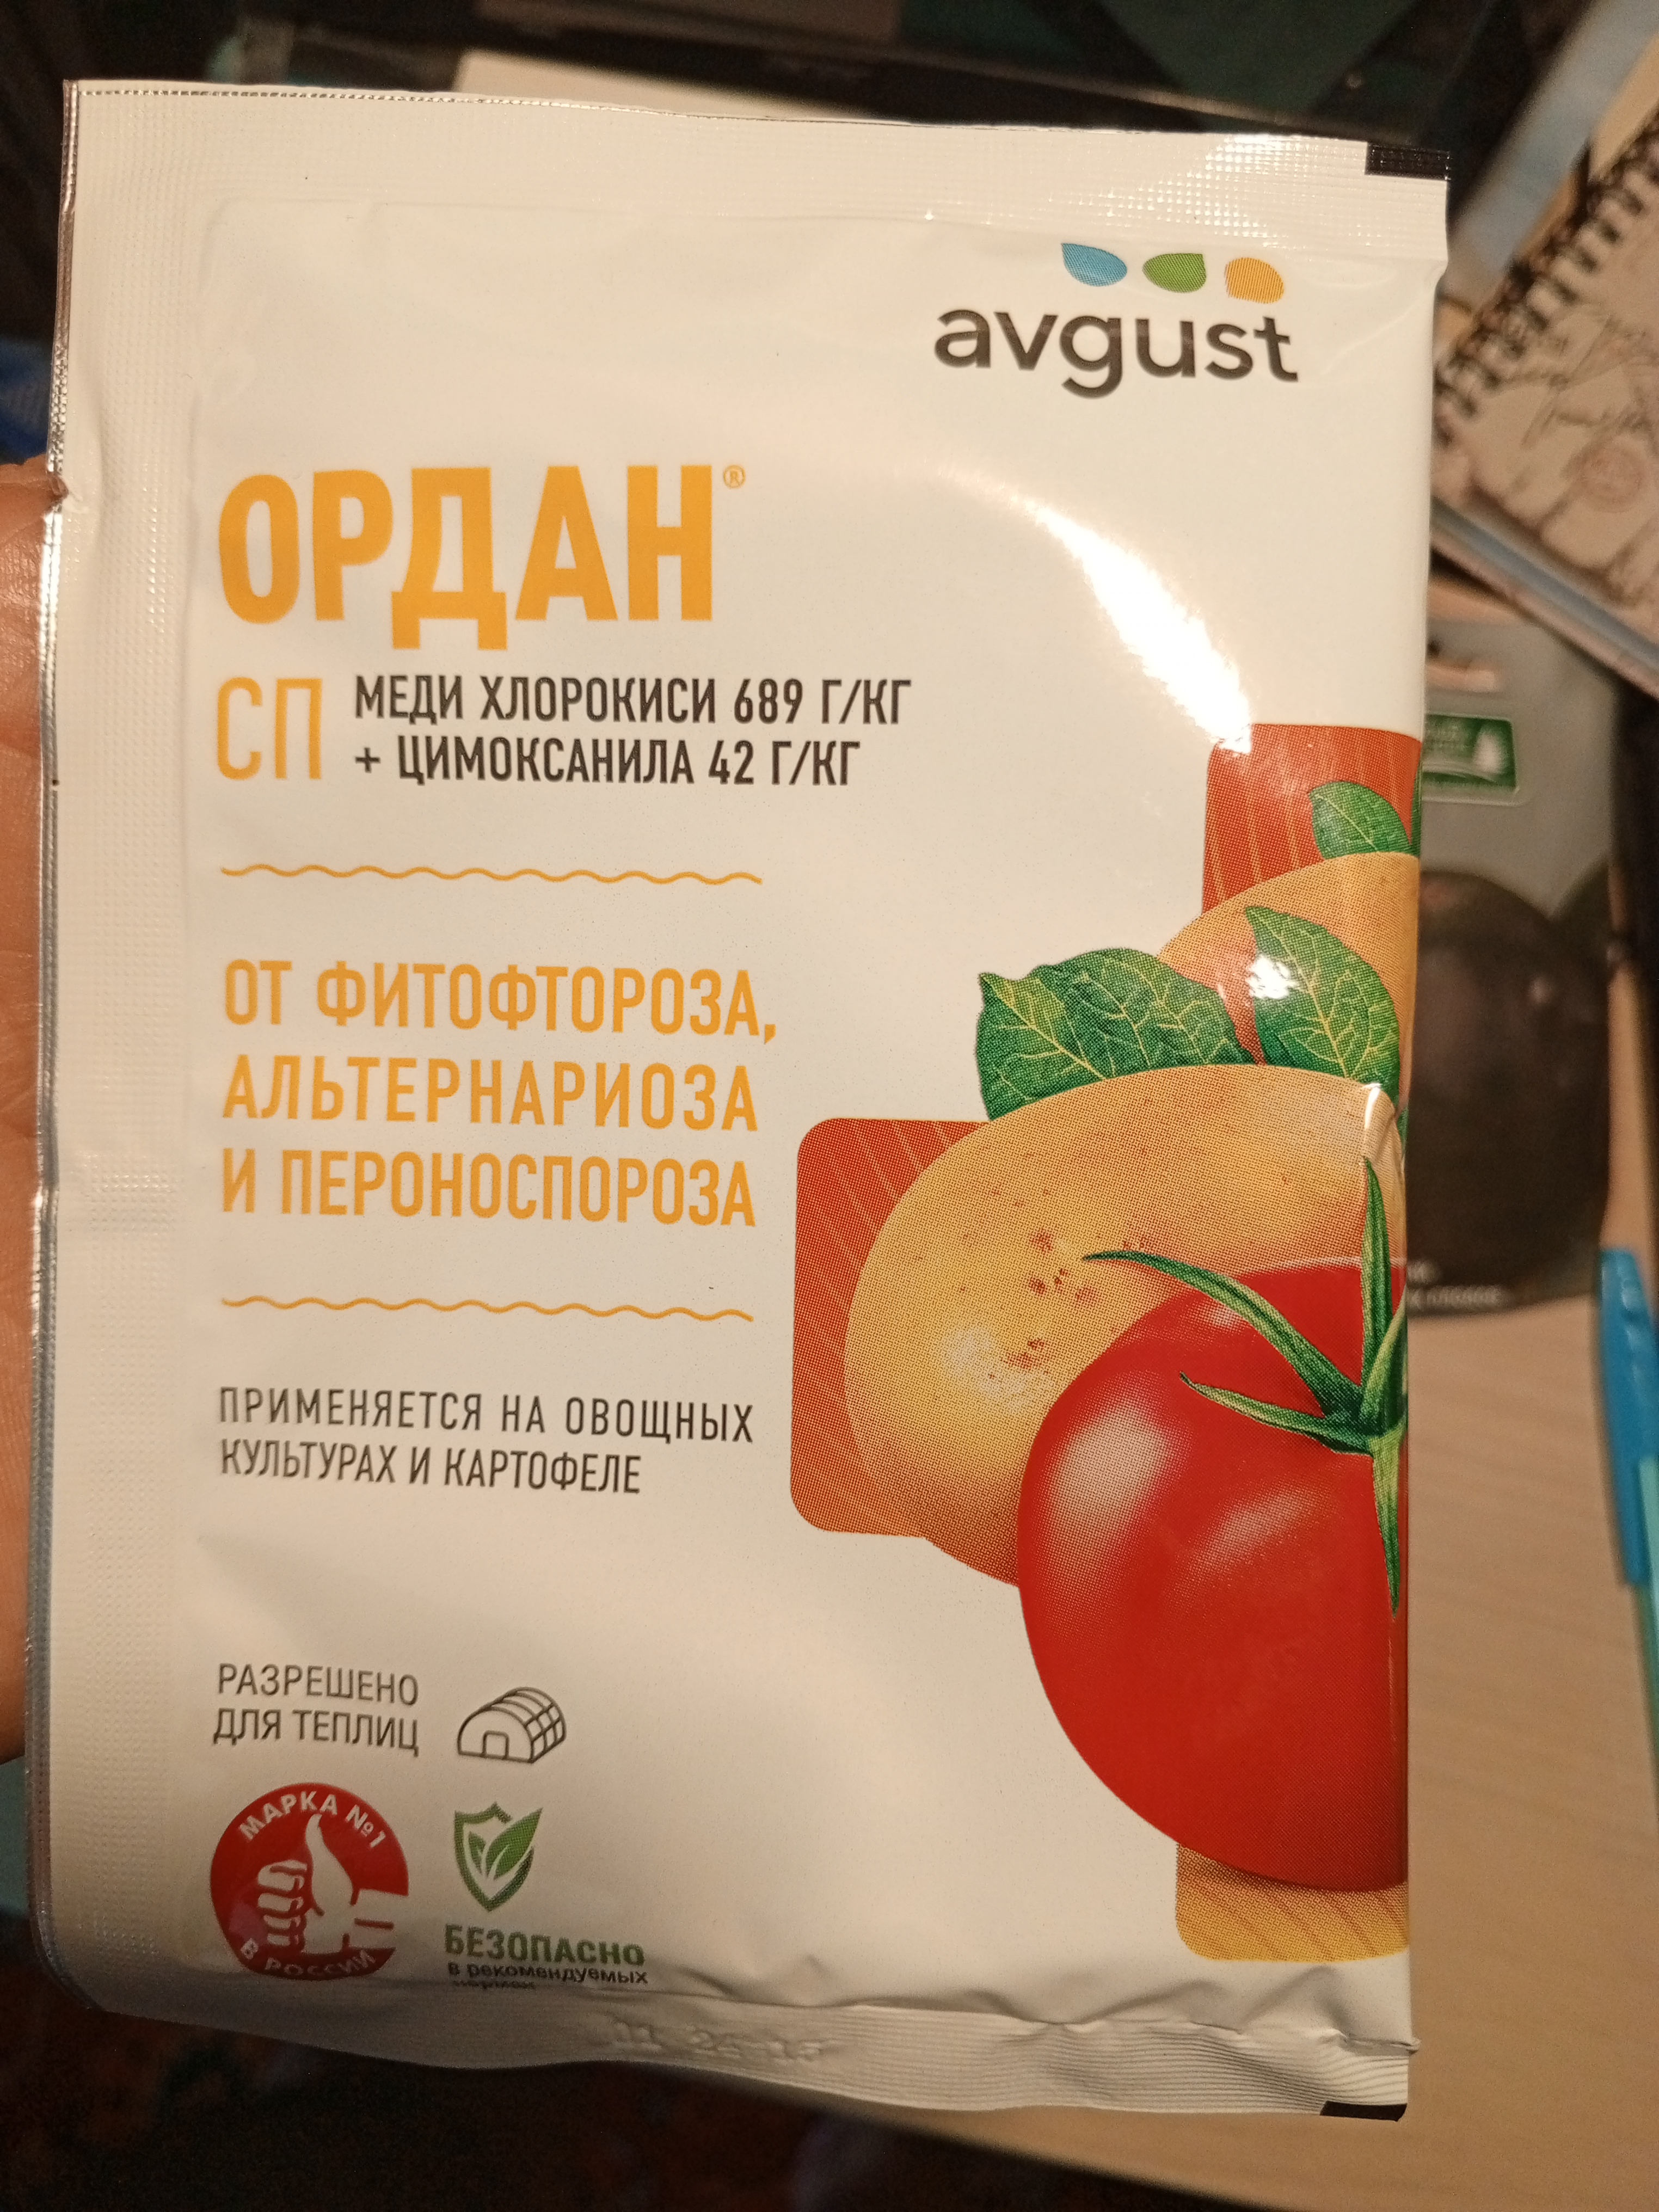 avgust
ОРДАН®
СП
МЕДИ ХЛОРОКИСИ 689 Г/КГ
+ ЦИМОКСАНИЛА 42 Г/КГ
ОТ ФИТОФТОРОЗА,
АЛЬТЕРНАРИОЗА
И ПЕРОНОСПОРОЗА
ПРИМЕНЯЕТСЯ НА ОВОЩНЫХ
КУЛЬТУРАХ И КАРТОФЕЛЕ
РАЗРЕШЕНО
ДЛЯ ТЕПЛИЦ
МАРКА №1
В РОССИИ
БЕЗОПАСНО
в рекомендуемых